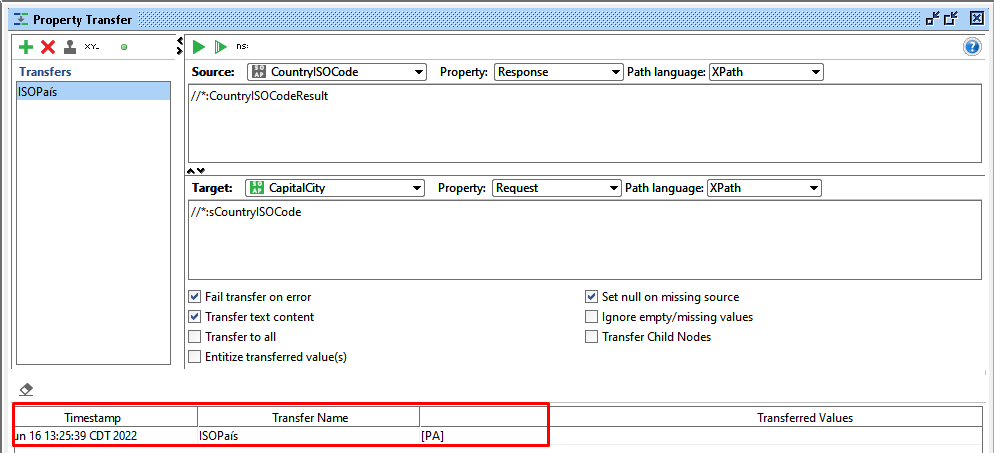 Property Transfer
XY_
ns:
Transfers
ISOPaís
Source: CountryISOCode Property: Response Path language: XPath
//*:CountryISOCodeResult
Target: CapitalCity Property: Request Path language: XPath
//*:sCountryISOCode
Fail transfer on error
Set null on missing source
Transfer text content
Ignore empty/missing values
Transfer to all
Transfer Child Nodes
Entitize transferred value(s)
Timestamp Transfer Name Transferred Values
un 16 13:25:39 CDT 2022 ISOPaís [PA]